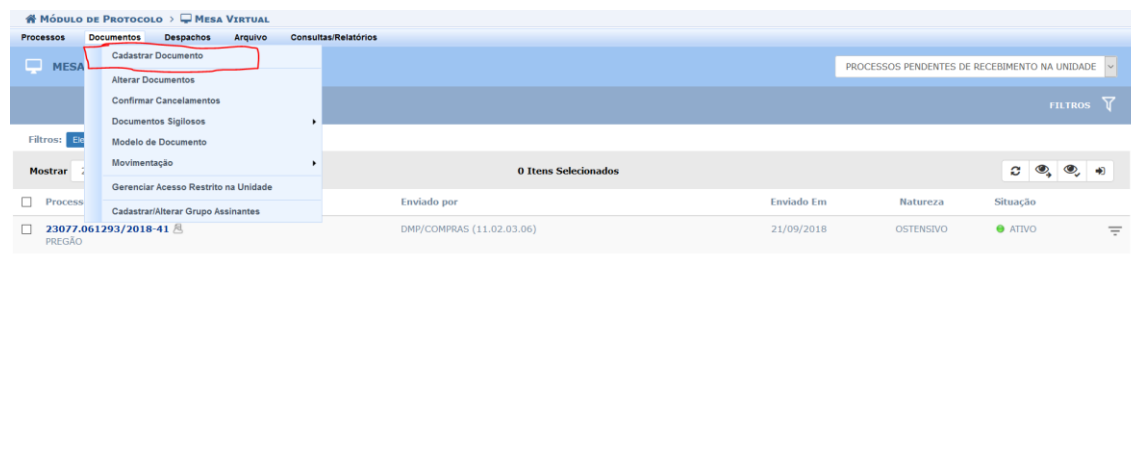 MÓDULO DE PROTOCOLO > MESA VIRTUAL
Processos Documentos Despachos Arquivo Consultas/Relatórios
Cadastrar Documento
MESA
PROCESSOS PENDENTES DE RECEBIMENTO NA UNIDADE
Alterar Documentos
Confirmar Cancelamentos
FILTROS
Documentos Sigilosos
Filtros: Ele
Modelo de Documento
Movimentação
Mostrar 0 Itens Selecionados
Gerenciar Acesso Restrito na Unidade
Process Enviado por Enviado Em Natureza Situação
Cadastrar/Alterar Grupo Assinantes
23077.061293/2018-41 DMP/COMPRAS (11.02.03.06) 21/09/2018 OSTENSIVO ATIVO
PREGÃO